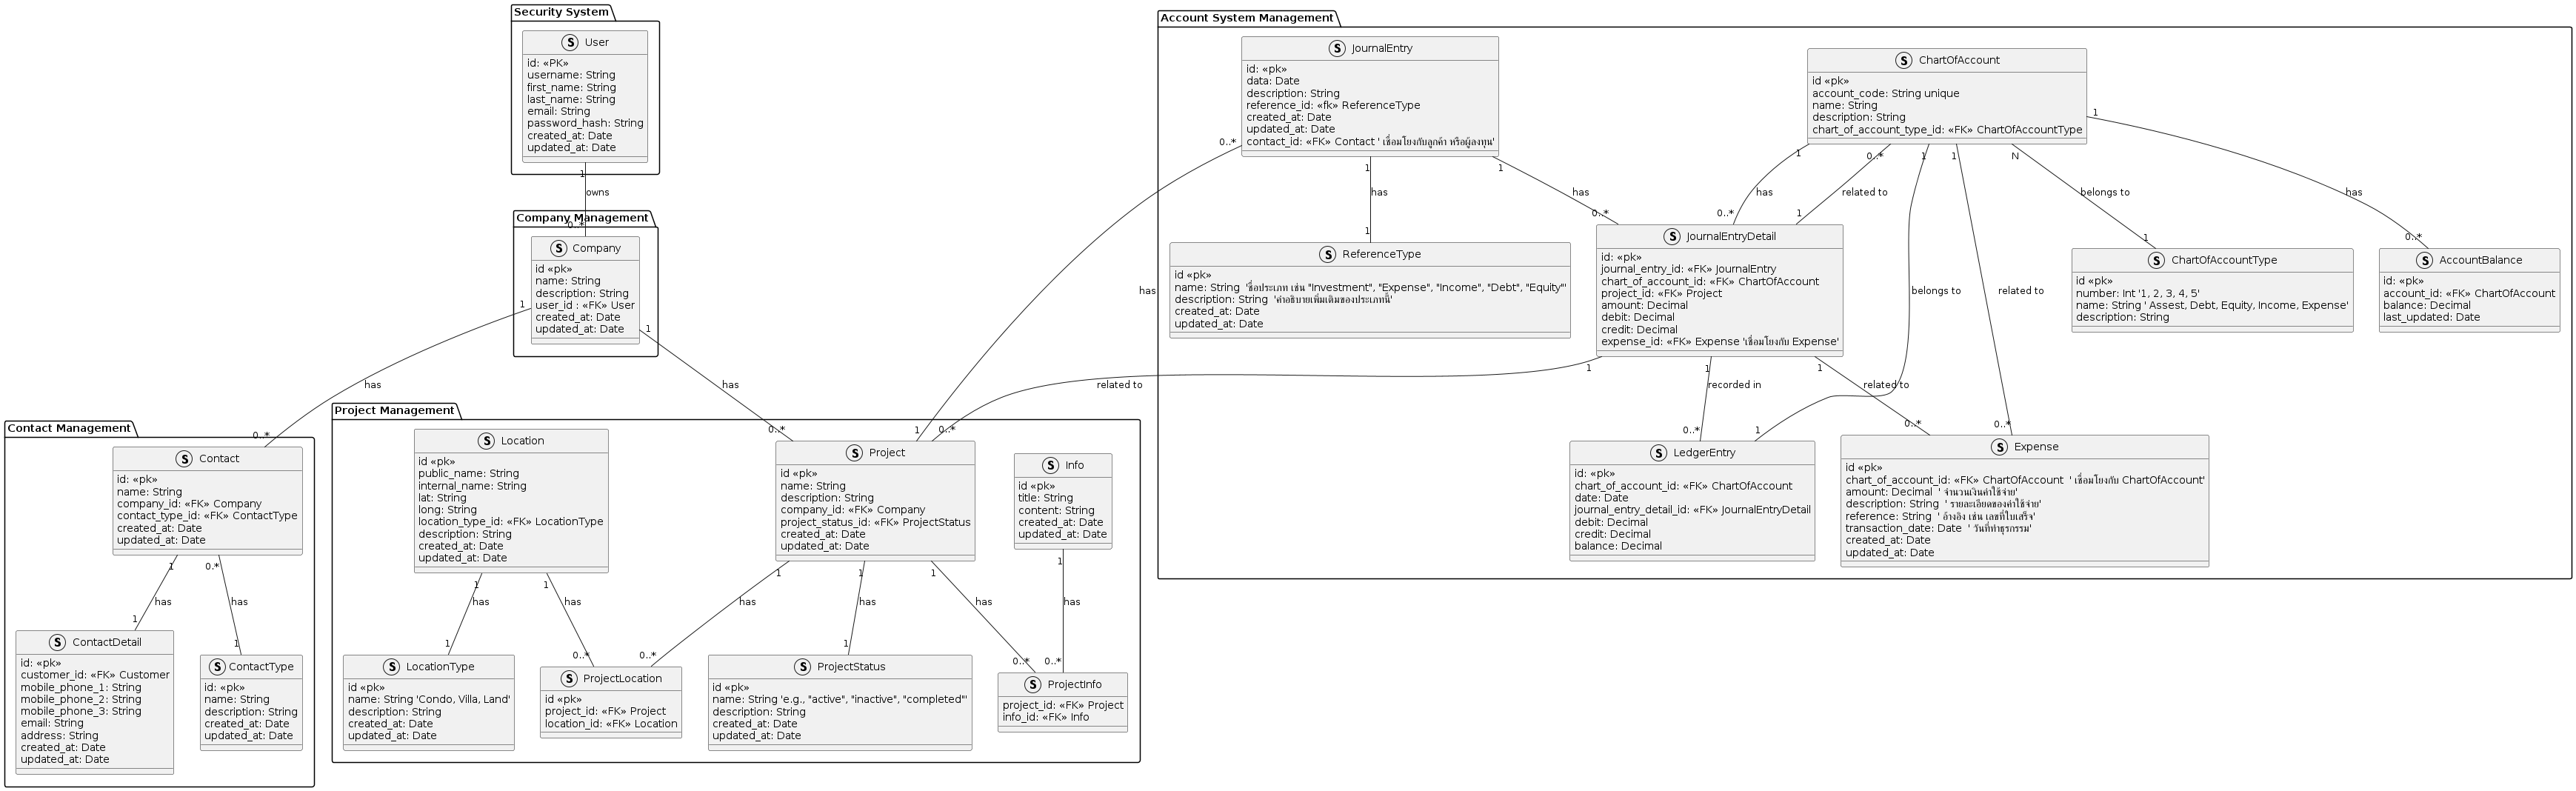 Security System
S User
id: «PK»
username: String
first_name: String
last_name: String
email: String
password_hash: String
created_at: Date
updated_at: Date
1
owns
0..*
Company Management
S Company
id «pk»
name: String
description: String
user_id : «FK» User
created_at: Date
updated_at: Date
1
has
0..*
1
has
0..*
Contact Management
S Contact
id: «pk»
name: String
company_id: «FK» Company
contact_type_id: «FK» ContactType
created_at: Date
updated_at: Date
1
has
1
0..*
has
1
S ContactDetail
id: «pk»
customer_id: «FK» Customer
mobile_phone_1: String
mobile_phone_2: String
mobile_phone_3: String
email: String
address: String
created_at: Date
updated_at: Date
S ContactType
id: «pk»
name: String
description: String
created_at: Date
updated_at: Date
Project Management
S Location
id «pk»
public_name: String
internal_name: String
lat: String
long: String
location_type_id: «FK» LocationType
description: String
created_at: Date
updated_at: Date
S Project
id «pk»
name: String
description: String
company_id: «FK» Company
project_status_id: «FK» ProjectStatus
created_at: Date
updated_at: Date
S Info
id «pk»
title: String
content: String
created_at: Date
updated_at: Date
1
has
1
1
has
0..*
1
has
0..*
1
has
1
1
has
0..*
1
has
0..*
S LocationType
id «pk»
name: String 'Condo, Villa, Land'
description: String
created_at: Date
updated_at: Date
S ProjectLocation
id «pk»
project_id: «FK» Project
location_id: «FK» Location
S ProjectStatus
id «pk»
name: String 'e.g., "active", "inactive", "completed"'
description: String
created_at: Date
updated_at: Date
S ProjectInfo
project_id: «FK» Project
info_id: «FK» Info
Account System Management
S JournalEntry
id: «pk»
data: Date
description: String
reference_id: «fk» ReferenceType
created_at: Date
updated_at: Date
contact_id: «FK» Contact ' เชื่อมโยงกับลูกค้า หรือผู้ลงทุน'
S ChartOfAccount
id «pk»
account_code: String unique
name: String
description: String
chart_of_account_type_id: «FK» ChartOfAccountType
0..*
has
1
1
has
1
1
has
0..*
1
has
0..*
0..*
related to
1
1
belongs to
1
1
related to
0..*
N
belongs to
1
1
has
0..*
S ReferenceType
id «pk»
name: String 'ชื่อประเภท เช่น "Investment", "Expense", "Income", "Debt", "Equity"'
description: String 'คำอธิบายเพิ่มเติมของประเภทนี้'
created_at: Date
updated_at: Date
S JournalEntryDetail
id: «pk»
journal_entry_id: «FK» JournalEntry
chart_of_account_id: «FK» ChartOfAccount
project_id: «FK» Project
amount: Decimal
debit: Decimal
credit: Decimal
expense_id: «FK» Expense 'เชื่อมโยงกับ Expense'
S ChartOfAccountType
id «pk»
number: Int '1, 2, 3, 4, 5'
name: String ' Assest, Debt, Equity, Income, Expense'
description: String
S AccountBalance
id: «pk»
account_id: «FK» ChartOfAccount
balance: Decimal
last_updated: Date
1
related to
0..*
1
recorded in
0..*
1
related to
0..*
S LedgerEntry
id: «pk»
chart_of_account_id: «FK» ChartOfAccount
date: Date
journal_entry_detail_id: «FK» JournalEntryDetail
debit: Decimal
credit: Decimal
balance: Decimal
S Expense
id «pk»
chart_of_account_id: «FK» ChartOfAccount ' เชื่อมโยงกับ ChartOfAccount'
amount: Decimal ' จำนวนเงินค่าใช้จ่าย'
description: String ' รายละเอียดของค่าใช้จ่าย'
reference: String ' อ้างอิง เช่น เลขที่ใบเสร็จ'
transaction_date: Date ' วันที่ทำธุรกรรม'
created_at: Date
updated_at: Date